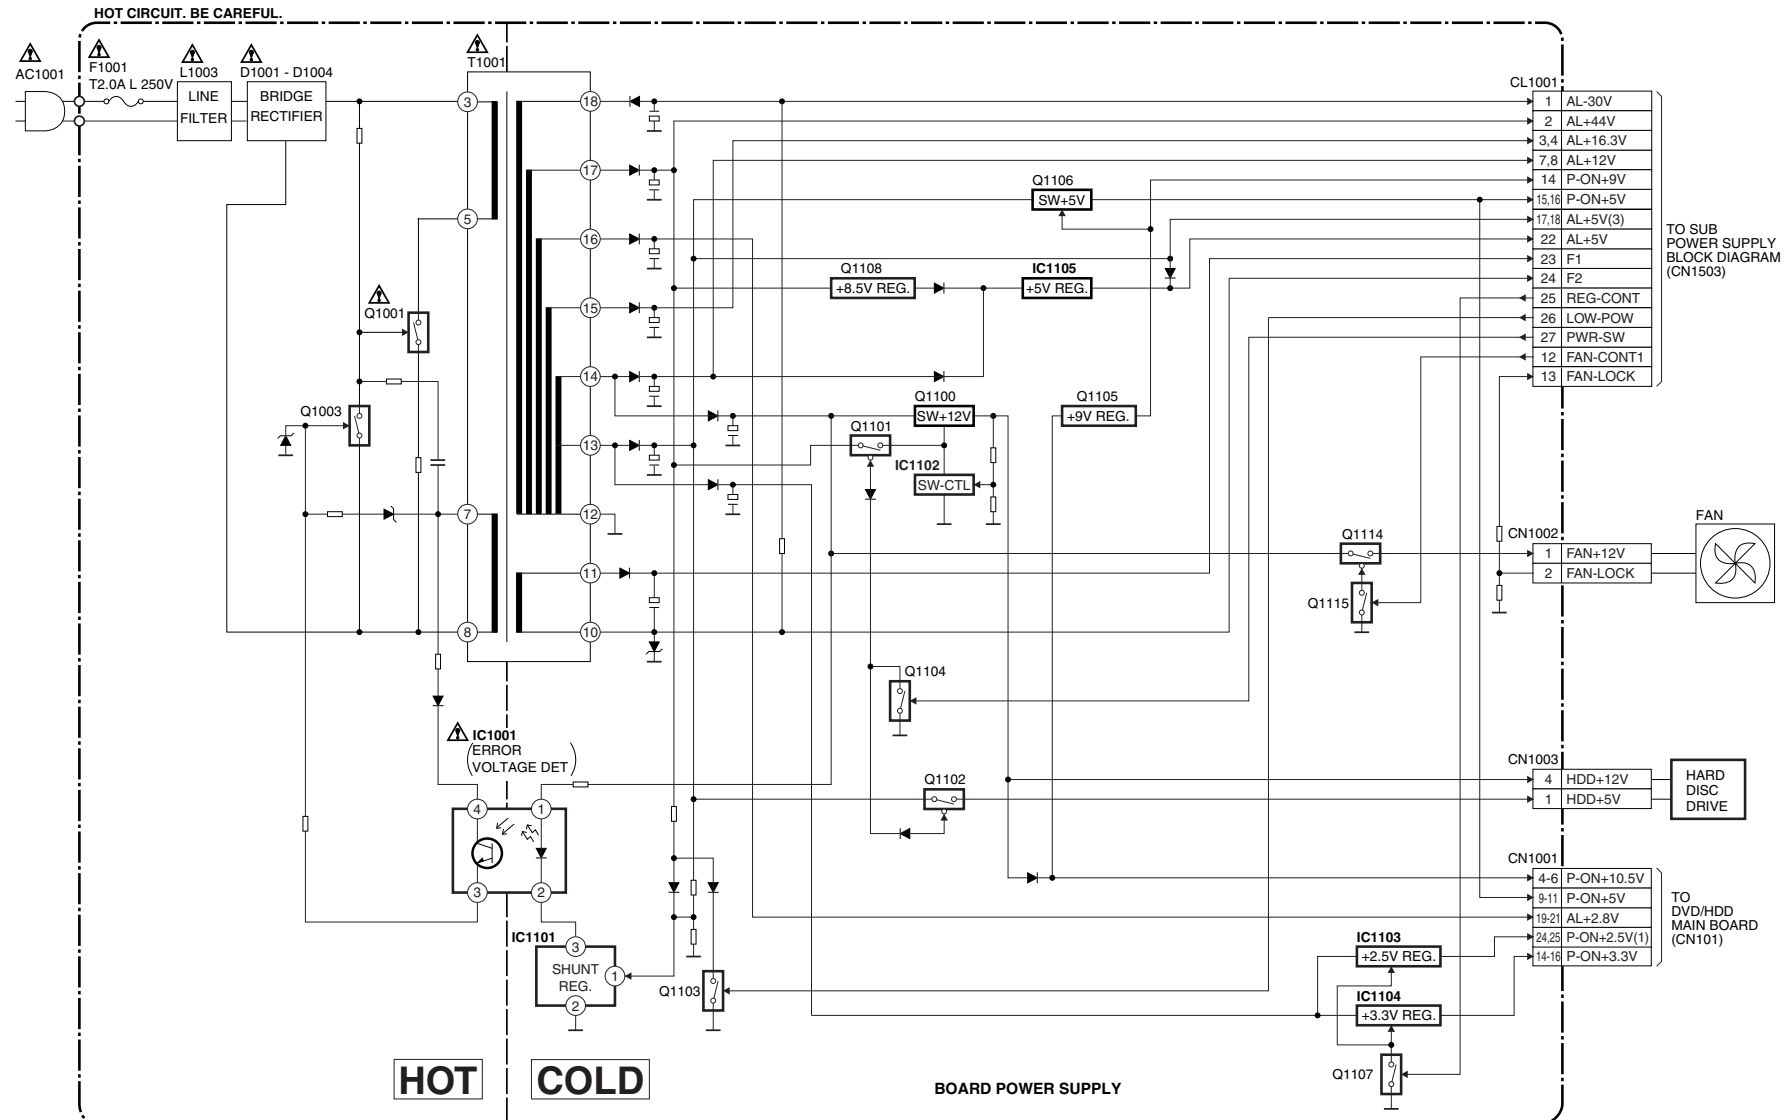 HOT CIRCUIT. BE CAREFUL.
AC1001
F1001
T2.0A L 250V
L1003
LINE
FILTER
D1001 - D1004
BRIDGE
RECTIFIER
T1001
3
5
7
8
18
17
16
15
14
13
12
11
10
Q1001
Q1003
IC1001
(ERROR
VOLTAGE DET)
4
1
3
2
IC1101
3
SHUNT
REG.
1
2
Q1103
Q1106
SW+5V
Q1108
+8.5V REG.
IC1105
+5V REG.
Q1100
SW+12V
Q1105
+9V REG.
Q1101
IC1102
SW-CTL
Q1114
Q1115
Q1104
Q1102
IC1103
+2.5V REG.
IC1104
+3.3V REG.
Q1107
CL1001
1 AL-30V
2 AL+44V
3,4 AL+16.3V
7,8 AL+12V
14 P-ON+9V
15,16 P-ON+5V
17,18 AL+5V(3)
22 AL+5V
23 F1
24 F2
25 REG-CONT
26 LOW-POW
27 PWR-SW
12 FAN-CONT1
13 FAN-LOCK
TO SUB
POWER SUPPLY
BLOCK DIAGRAM
(CN1503)
CN1002
1 FAN+12V
2 FAN-LOCK
FAN
CN1003
4 HDD+12V
1 HDD+5V
HARD
DISC
DRIVE
CN1001
4-6 P-ON+10.5V
9-11 P-ON+5V
19-21 AL+2.8V
24,25 P-ON+2.5V(1)
14-16 P-ON+3.3V
TO
DVD/HDD
MAIN BOARD
(CN101)
HOT
COLD
BOARD POWER SUPPLY